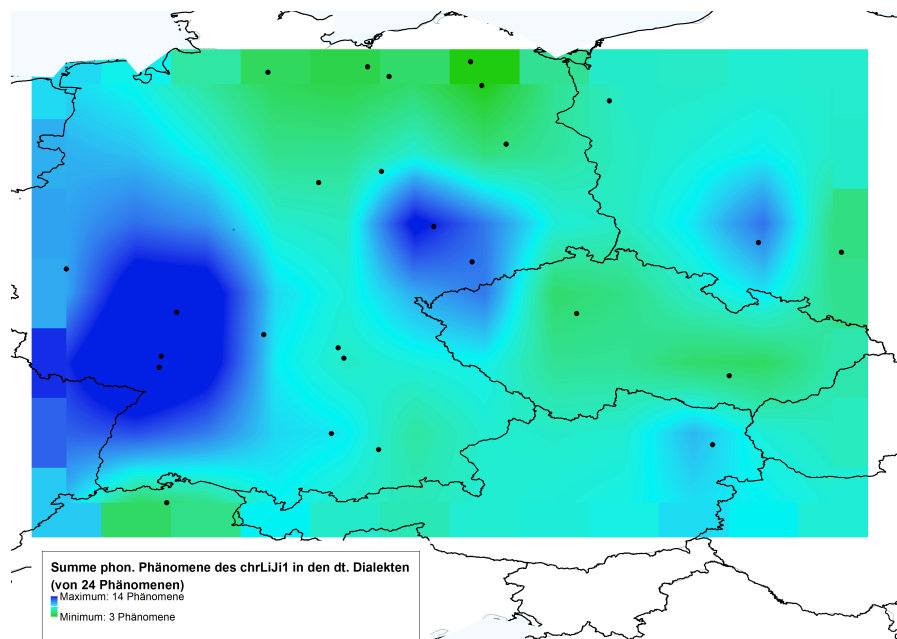 Summe phon. Phänomene des chrLiJi1 in den dt. Dialekten
(von 24 Phänomenen)
Maximum: 14 Phänomene
Minimum: 3 Phänomene